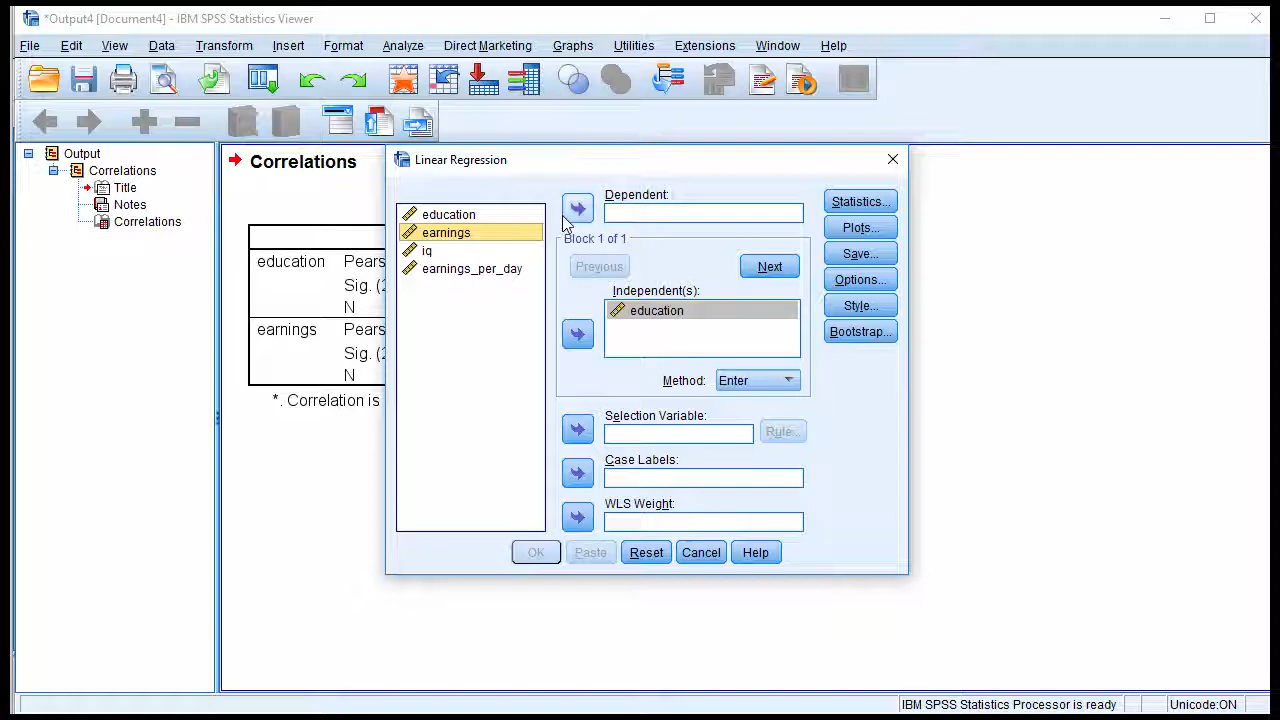 *Output4 [Document4] - IBM SPSS Statistics Viewer
File Edit View Data Transform Insert Format Analyze Direct Marketing Graphs Utilities Extensions Window Help
Output
Correlations
Title
Notes
Correlations
Correlations
education Pears
Sig. (2
N
earnings Pears
Sig. (2
N
*. Correlation is
Linear Regression
education
earnings
iq
earnings_per_day
Dependent:
Block 1 of 1
Previous Next
Independent(s):
education
Method: Enter
Selection Variable:
Rule...
Case Labels:
WLS Weight:
Statistics...
Plots...
Save...
Options...
Style...
Bootstrap...
OK Paste Reset Cancel Help
IBM SPSS Statistics Processor is ready Unicode:ON